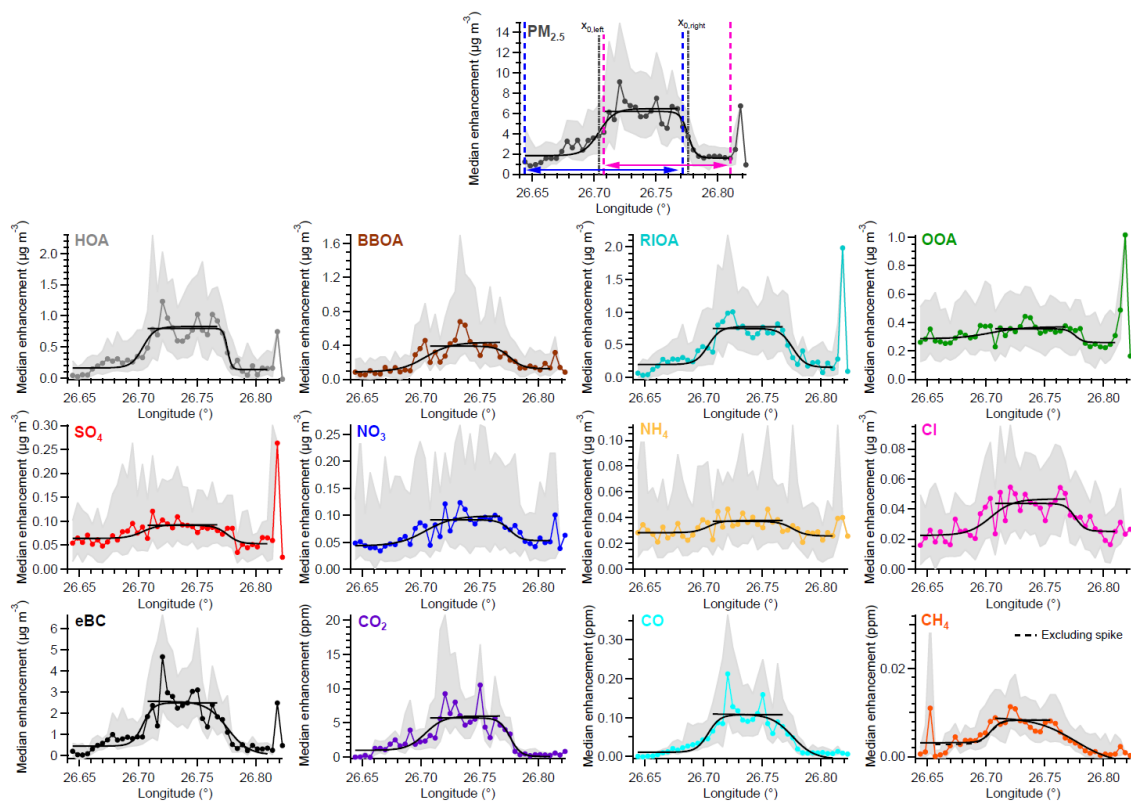 Median enhancement (µg m⁻³)
PM₂.₅
x₀,left
x₀,right
14
12
10
8
6
4
2
0
26.65 26.70 26.75 26.80
Longitude (°)
Median enhancement (µg m⁻³)
HOA
2.0
1.5
1.0
0.5
0.0
26.65 26.70 26.75 26.80
Longitude (°)
Median enhancement (µg m⁻³)
BBOA
1.6
1.2
0.8
0.4
0.0
26.65 26.70 26.75 26.80
Longitude (°)
Median enhancement (µg m⁻³)
RIOA
2.0
1.5
1.0
0.5
0.0
26.65 26.70 26.75 26.80
Longitude (°)
Median enhancement (µg m⁻³)
OOA
1.0
0.8
0.6
0.4
0.2
0.0
26.65 26.70 26.75 26.80
Longitude (°)
Median enhancement (µg m⁻³)
SO₄
0.30
0.25
0.20
0.15
0.10
0.05
0.00
26.65 26.70 26.75 26.80
Longitude (°)
Median enhancement (µg m⁻³)
NO₃
0.25
0.20
0.15
0.10
0.05
0.00
26.65 26.70 26.75 26.80
Longitude (°)
Median enhancement (µg m⁻³)
NH₄
0.10
0.08
0.06
0.04
0.02
0.00
26.65 26.70 26.75 26.80
Longitude (°)
Median enhancement (µg m⁻³)
Cl
0.08
0.06
0.04
0.02
0.00
26.65 26.70 26.75 26.80
Longitude (°)
Median enhancement (µg m⁻³)
eBC
6
5
4
3
2
1
0
26.65 26.70 26.75 26.80
Longitude (°)
Median enhancement (ppm)
CO₂
20
15
10
5
0
26.65 26.70 26.75 26.80
Longitude (°)
Median enhancement (ppm)
CO
0.30
0.20
0.10
0.00
26.65 26.70 26.75 26.80
Longitude (°)
Median enhancement (ppm)
CH₄
Excluding spike
0.02
0.01
0.00
26.65 26.70 26.75 26.80
Longitude (°)